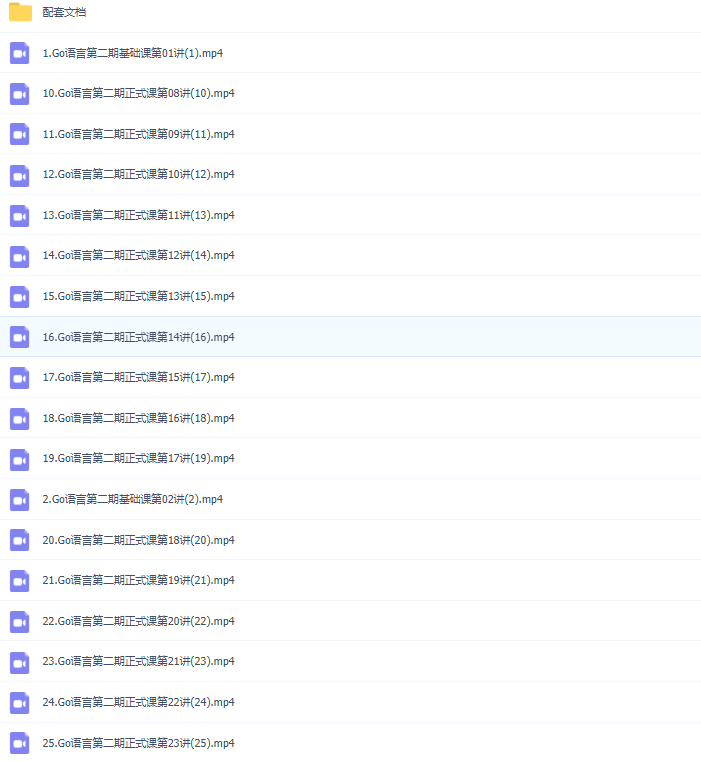 配套文档
1.Go语言第二期基础课第01讲(1).mp4
10.Go语言第二期正式课第08讲(10).mp4
11.Go语言第二期正式课第09讲(11).mp4
12.Go语言第二期正式课第10讲(12).mp4
13.Go语言第二期正式课第11讲(13).mp4
14.Go语言第二期正式课第12讲(14).mp4
15.Go语言第二期正式课第13讲(15).mp4
16.Go语言第二期正式课第14讲(16).mp4
17.Go语言第二期正式课第15讲(17).mp4
18.Go语言第二期正式课第16讲(18).mp4
19.Go语言第二期正式课第17讲(19).mp4
2.Go语言第二期基础课第02讲(2).mp4
20.Go语言第二期正式课第18讲(20).mp4
21.Go语言第二期正式课第19讲(21).mp4
22.Go语言第二期正式课第20讲(22).mp4
23.Go语言第二期正式课第21讲(23).mp4
24.Go语言第二期正式课第22讲(24).mp4
25.Go语言第二期正式课第23讲(25).mp4